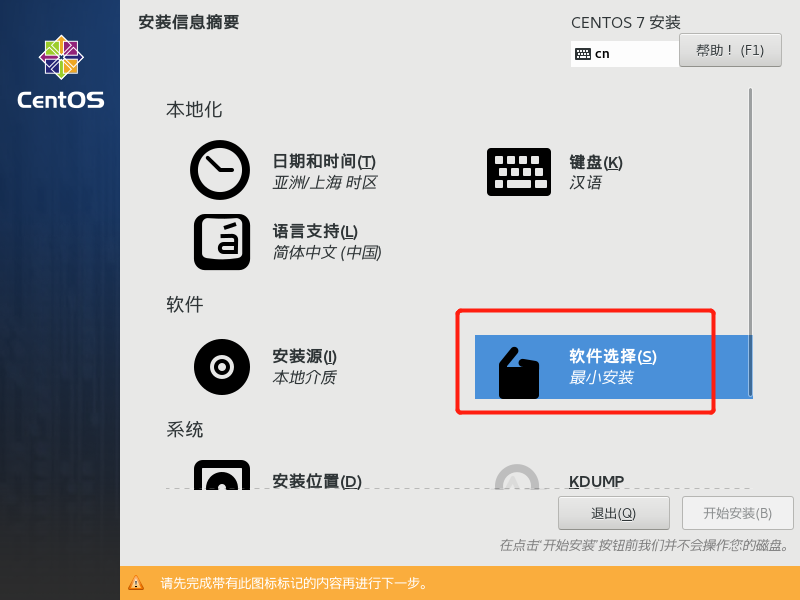 安装信息摘要
CENTOS 7 安装
cn
帮助！(F1)
CentOS
本地化
日期和时间(T)
亚洲/上海 时区
键盘(K)
汉语
语言支持(L)
简体中文 (中国)
软件
安装源(I)
本地介质
软件选择(S)
最小安装
系统
安装位置(D)
KDUMP
退出(Q)
开始安装(B)
在点击'开始安装'按钮前我们并不会操作您的磁盘。
请先完成带有此图标标记的内容再进行下一步。